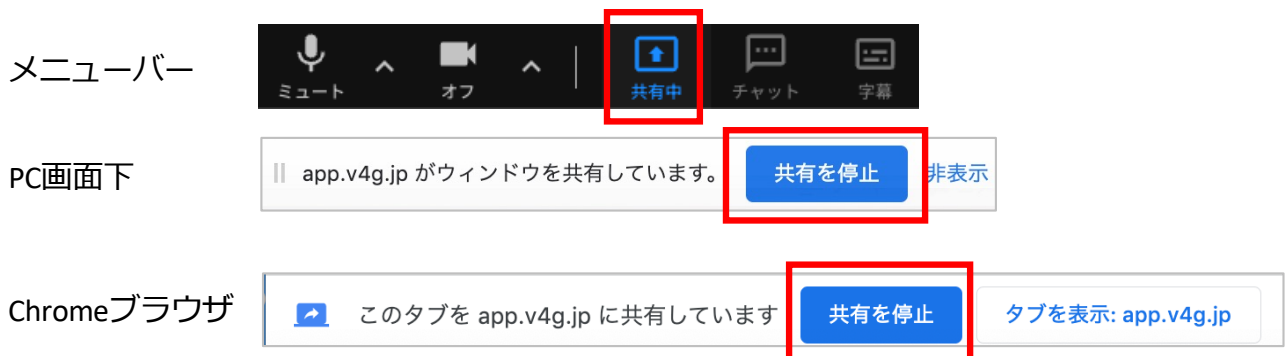 メニューバー
ミュート オフ 共有中 チャット 字幕
PC画面下
app.v4g.jp がウィンドウを共有しています。 共有を停止 非表示
Chromeブラウザ
このタブを app.v4g.jp に共有しています 共有を停止 タブを表示: app.v4g.jp